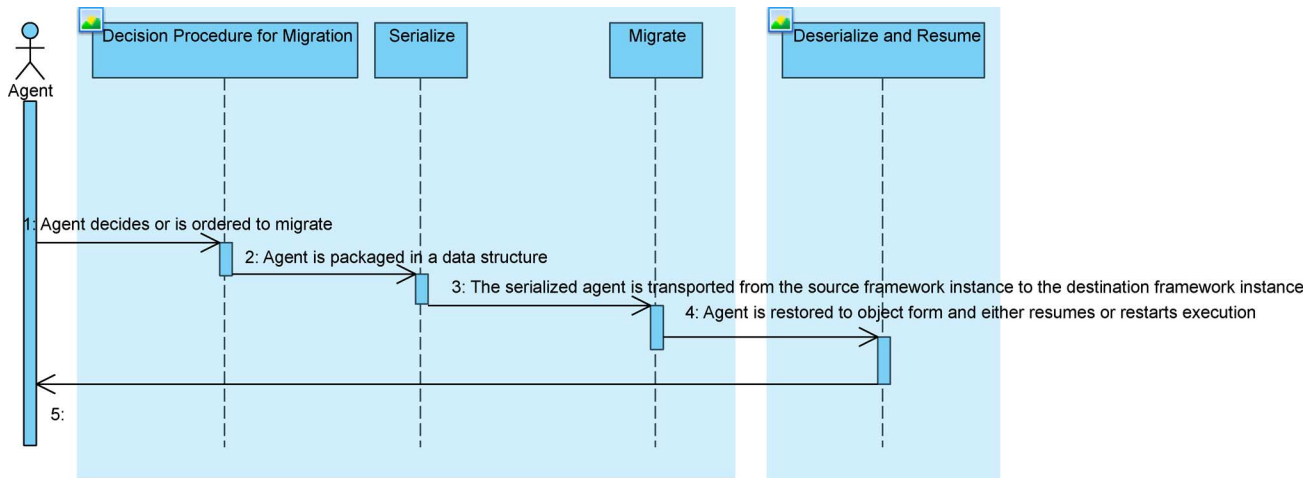 Decision Procedure for Migration
Serialize
Migrate
Deserialize and Resume
Agent
1: Agent decides or is ordered to migrate
2: Agent is packaged in a data structure
3: The serialized agent is transported from the source framework instance to the destination framework instance
4: Agent is restored to object form and either resumes or restarts execution
5: